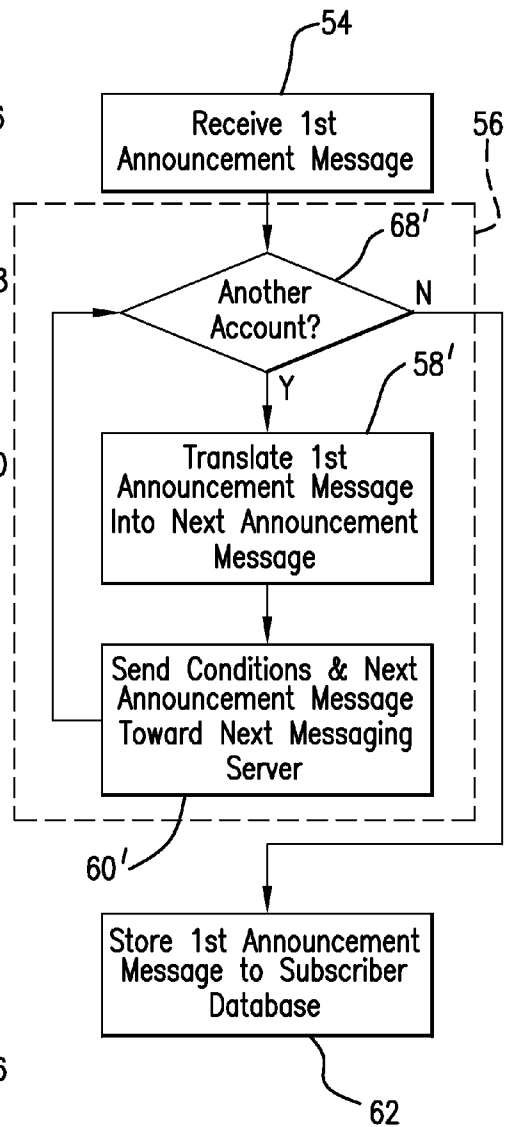 54
Receive 1st
Announcement Message
56
68'
Another
Account?
N
Y
58'
Translate 1st
Announcement Message
Into Next Announcement
Message
Send Conditions & Next
Announcement Message
Toward Next Messaging
Server
60'
Store 1st Announcement
Message to Subscriber
Database
62